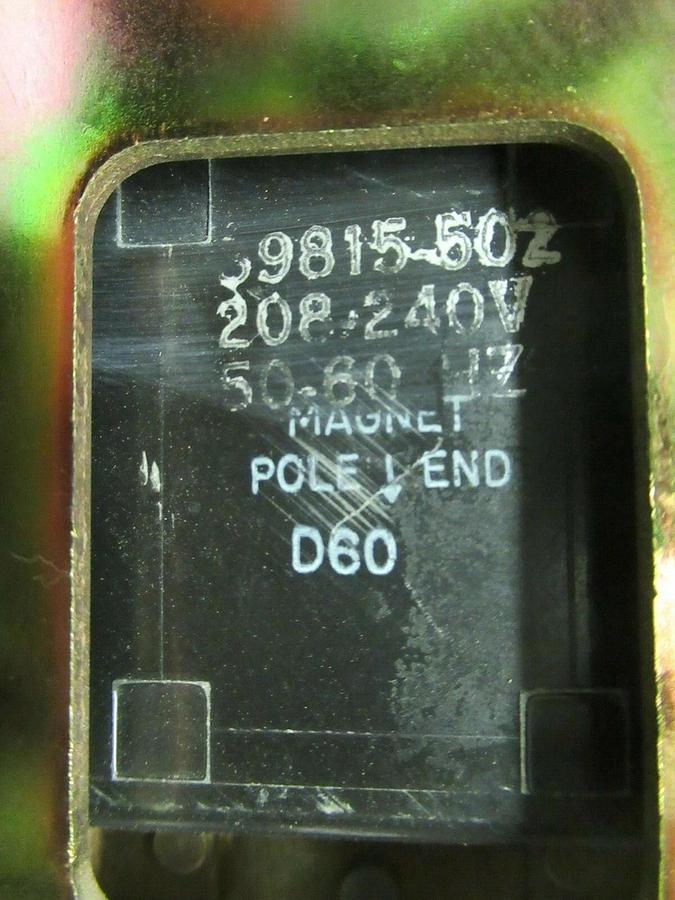 9815-502
208-240V
50-60 HZ
MAGNET
POLE ↓ END
D60